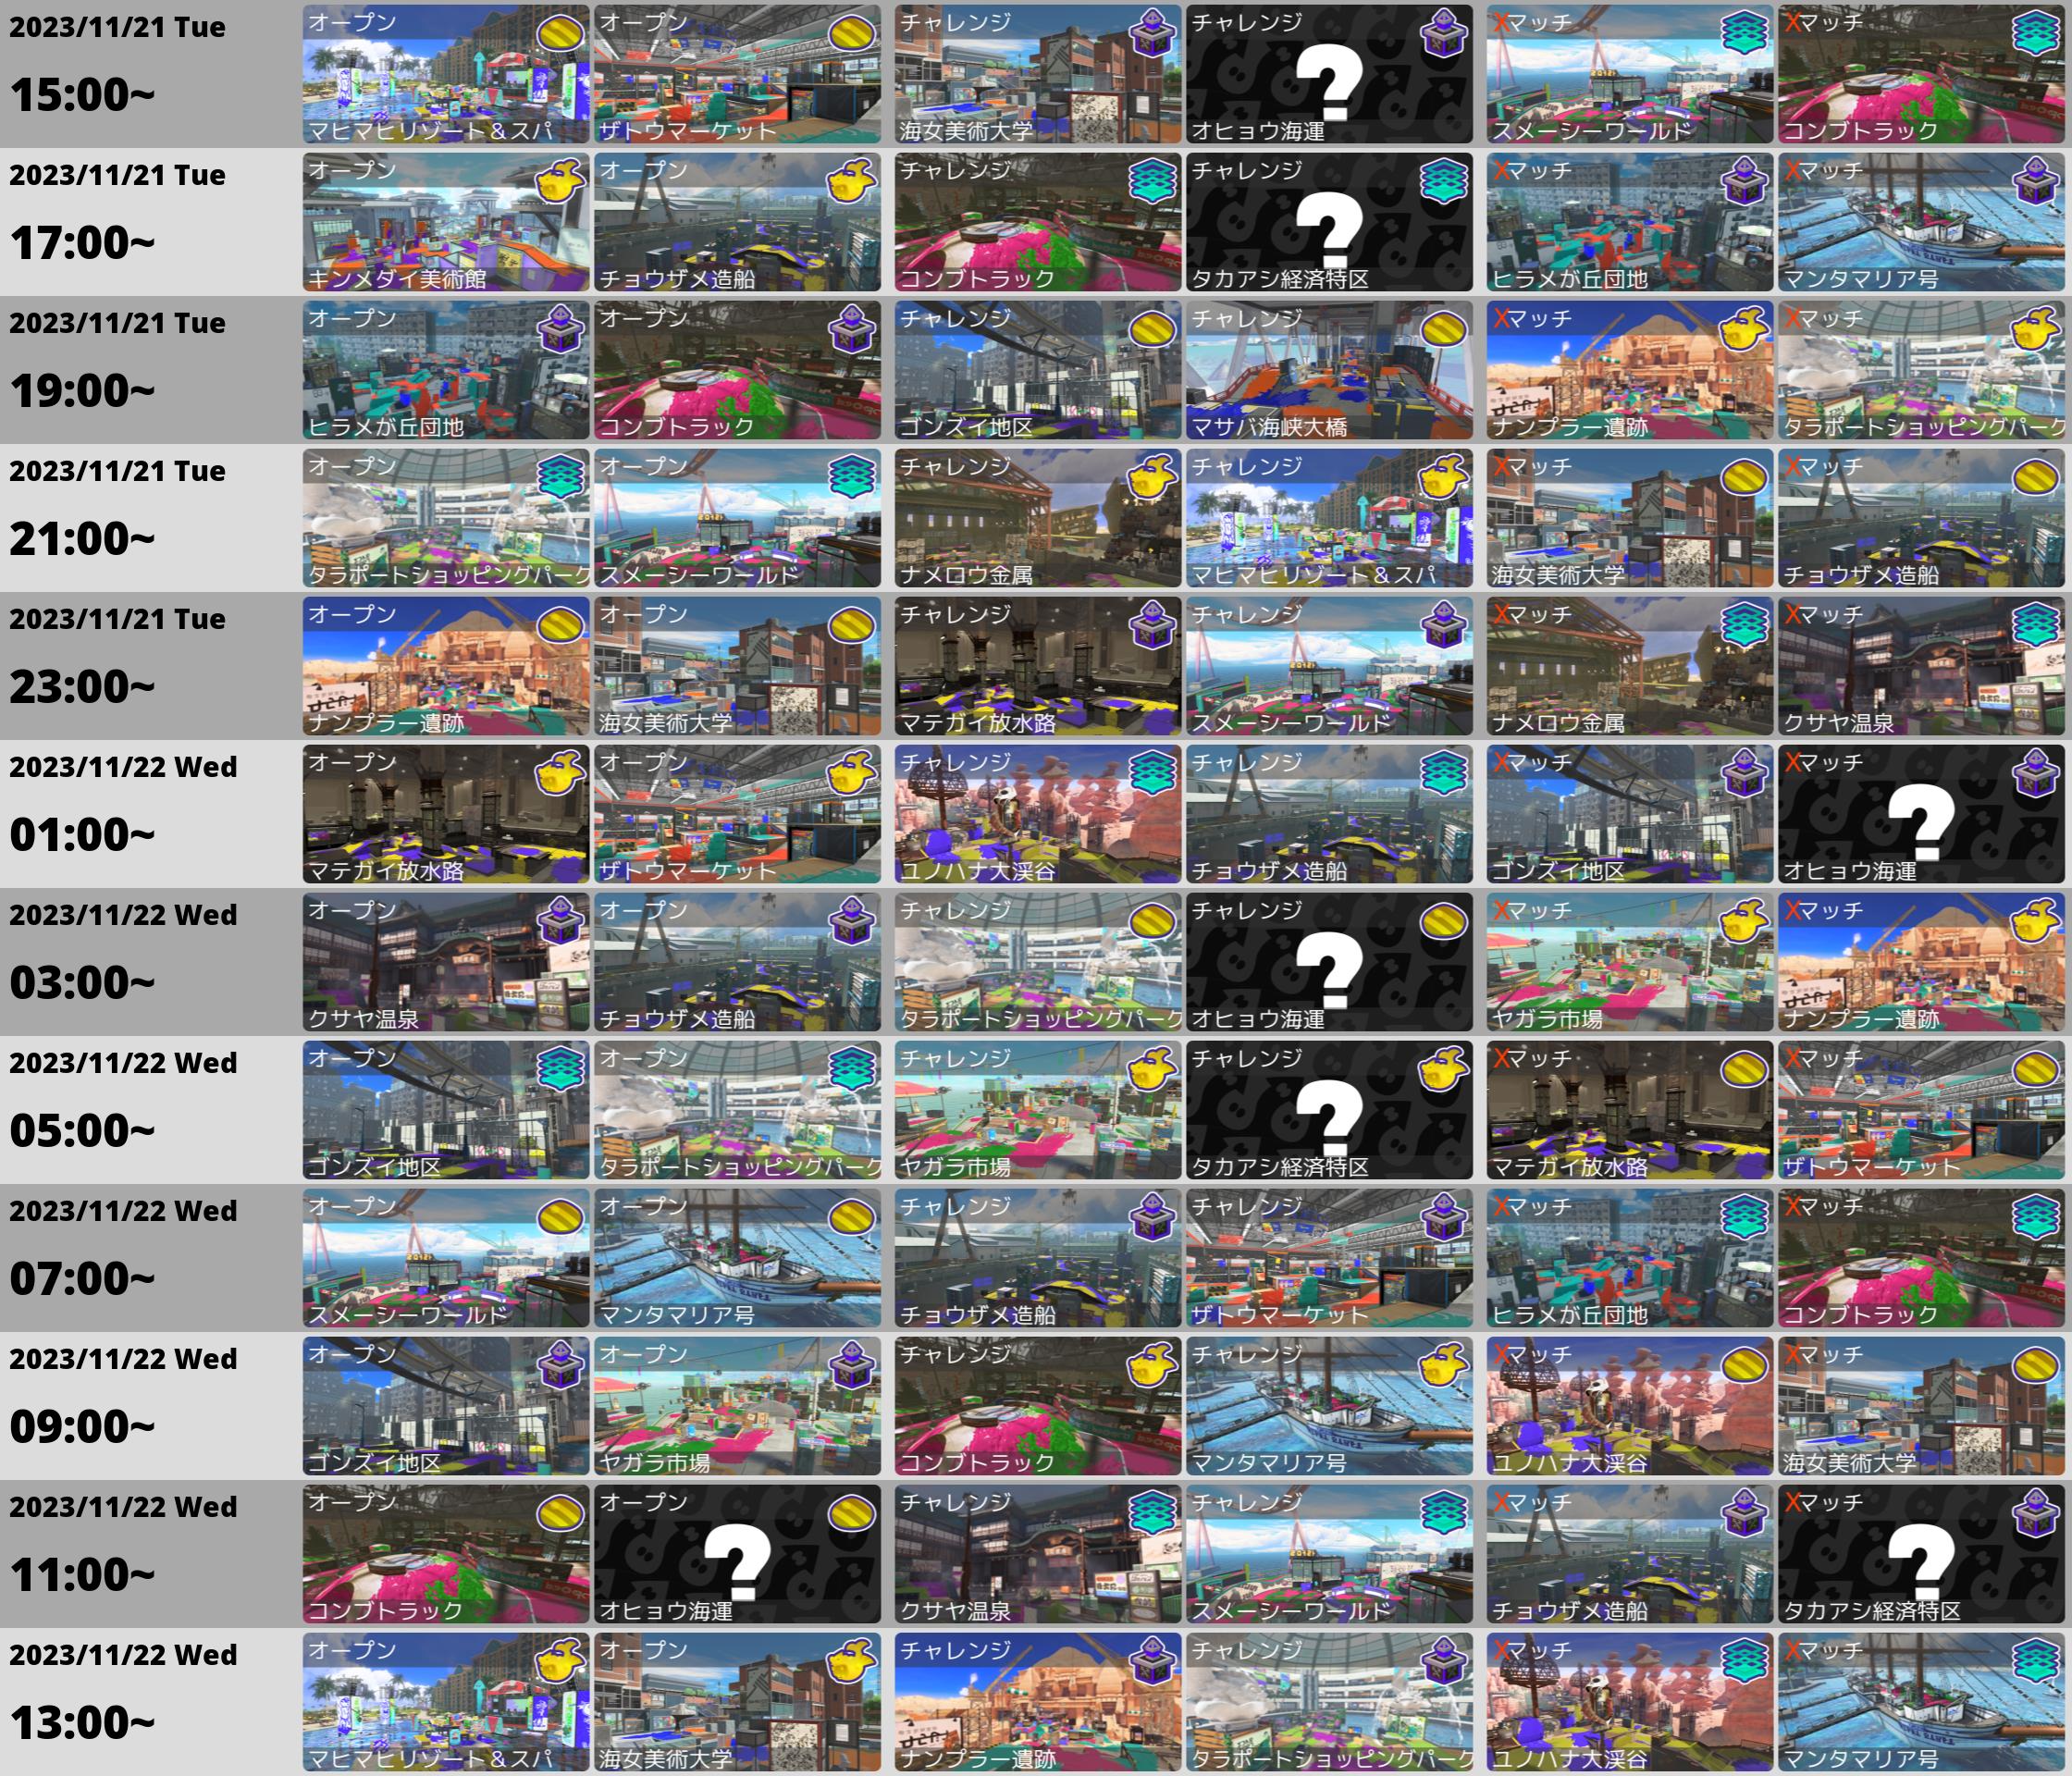 2023/11/21 Tue
15:00~
オープン
マヒマヒリゾート＆スパ
オープン
ザトウマーケット
チャレンジ
海女美術大学
チャレンジ
オヒョウ海運
Xマッチ
スメーシーワールド
Xマッチ
コンブトラック
2023/11/21 Tue
17:00~
オープン
キンメダイ美術館
オープン
チョウザメ造船
チャレンジ
コンブトラック
チャレンジ
タカアシ経済特区
Xマッチ
ヒラメが丘団地
Xマッチ
マンタマリア号
2023/11/21 Tue
19:00~
オープン
ヒラメが丘団地
オープン
コンブトラック
チャレンジ
ゴンズイ地区
チャレンジ
マサバ海峡大橋
Xマッチ
ナンプラー遺跡
Xマッチ
タラポートショッピングパーク
2023/11/21 Tue
21:00~
オープン
タラポートショッピングパーク
オープン
スメーシーワールド
チャレンジ
ナメロウ金属
チャレンジ
マヒマヒリゾート＆スパ
Xマッチ
海女美術大学
Xマッチ
チョウザメ造船
2023/11/21 Tue
23:00~
オープン
ナンプラー遺跡
オープン
海女美術大学
チャレンジ
マテガイ放水路
チャレンジ
スメーシーワールド
Xマッチ
ナメロウ金属
Xマッチ
クサヤ温泉
2023/11/22 Wed
01:00~
オープン
マテガイ放水路
オープン
ザトウマーケット
チャレンジ
ユノハナ大渓谷
チャレンジ
チョウザメ造船
Xマッチ
ゴンズイ地区
Xマッチ
オヒョウ海運
2023/11/22 Wed
03:00~
オープン
クサヤ温泉
オープン
チョウザメ造船
チャレンジ
タラポートショッピングパーク
チャレンジ
オヒョウ海運
Xマッチ
ヤガラ市場
Xマッチ
ナンプラー遺跡
2023/11/22 Wed
05:00~
オープン
ゴンズイ地区
オープン
タラポートショッピングパーク
チャレンジ
ヤガラ市場
チャレンジ
タカアシ経済特区
Xマッチ
マテガイ放水路
Xマッチ
ザトウマーケット
2023/11/22 Wed
07:00~
オープン
スメーシーワールド
オープン
マンタマリア号
チャレンジ
チョウザメ造船
チャレンジ
ザトウマーケット
Xマッチ
ヒラメが丘団地
Xマッチ
コンブトラック
2023/11/22 Wed
09:00~
オープン
ゴンズイ地区
オープン
ヤガラ市場
チャレンジ
コンブトラック
チャレンジ
マンタマリア号
Xマッチ
ユノハナ大渓谷
Xマッチ
海女美術大学
2023/11/22 Wed
11:00~
オープン
コンブトラック
オープン
オヒョウ海運
チャレンジ
クサヤ温泉
チャレンジ
スメーシーワールド
Xマッチ
チョウザメ造船
Xマッチ
タカアシ経済特区
2023/11/22 Wed
13:00~
オープン
マヒマヒリゾート＆スパ
オープン
海女美術大学
チャレンジ
ナンプラー遺跡
チャレンジ
タラポートショッピングパーク
Xマッチ
ユノハナ大渓谷
Xマッチ
マンタマリア号